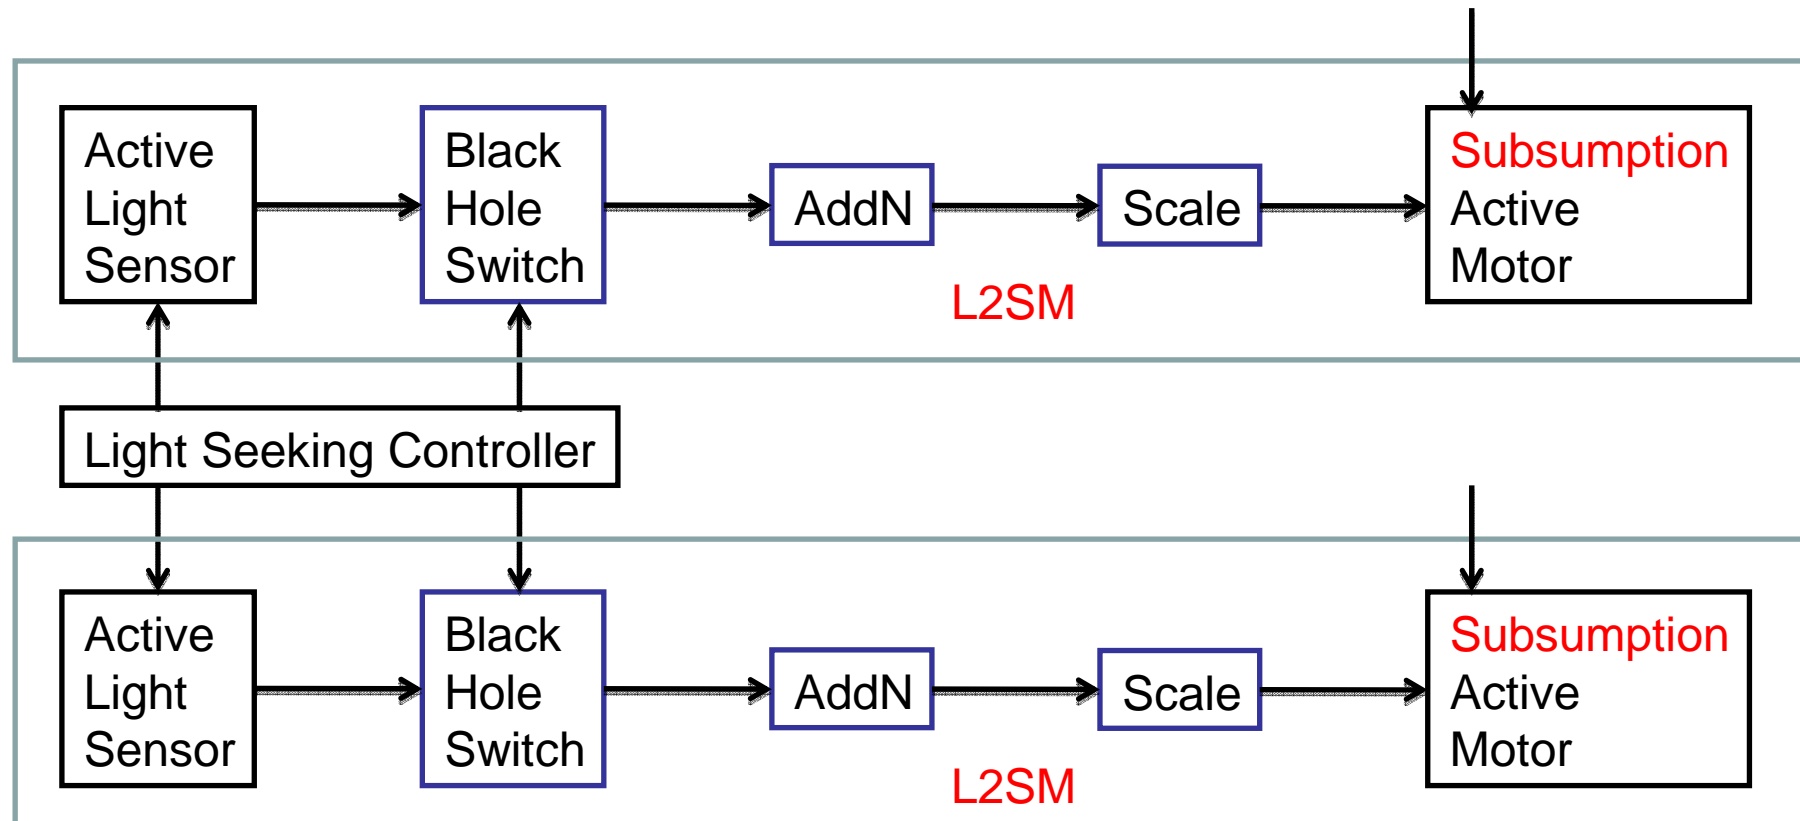 Active
Light
Sensor
Black
Hole
Switch
AddN
Scale
Subsumption
Active
Motor
L2SM
Light Seeking Controller
Active
Light
Sensor
Black
Hole
Switch
AddN
Scale
Subsumption
Active
Motor
L2SM